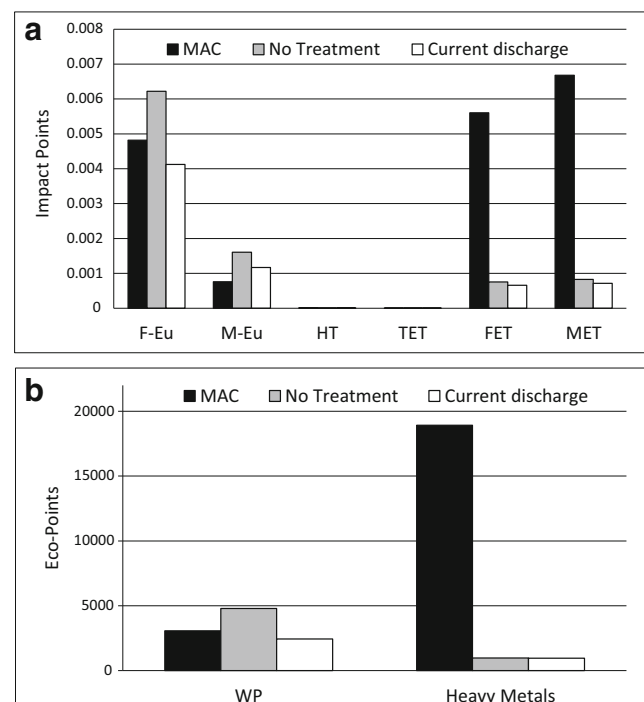 a
MAC No Treatment Current discharge
Impact Points
0.008
0.007
0.006
0.005
0.004
0.003
0.002
0.001
0
F-Eu M-Eu HT TET FET MET
b
MAC No Treatment Current discharge
Eco-Points
20000
15000
10000
5000
0
WP Heavy Metals